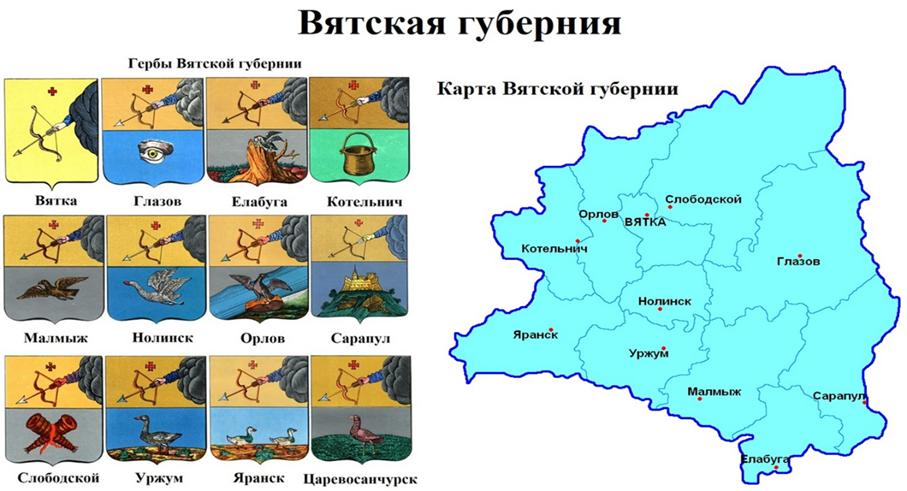 Вятская губерния
Гербы Вятской губернии
Вятка Глазов Елабуга Котельнич
Малмыж Нолинск Орлов Сарапул
Слободской Уржум Яранск Царевосанчурск
Карта Вятской губернии
Слободской
Орлов
ВЯТКА
Котельнич
Глазов
Нолинск
Яранск
Уржум
Малмыж
Сарапул
Елабуга